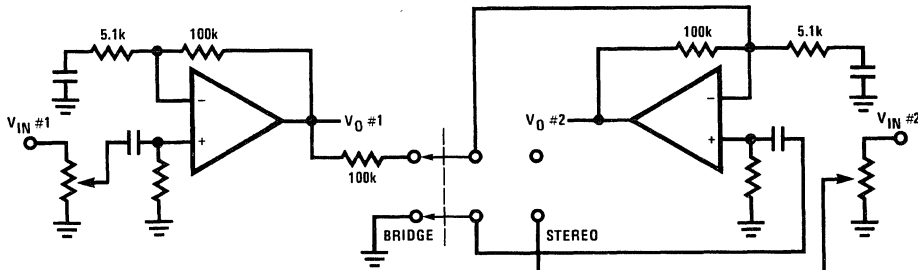 5.1k
100k
100k
5.1k
−
−
V_IN #1
V_O #1
V_O #2
V_IN #2
+
+
100k
BRIDGE
STEREO